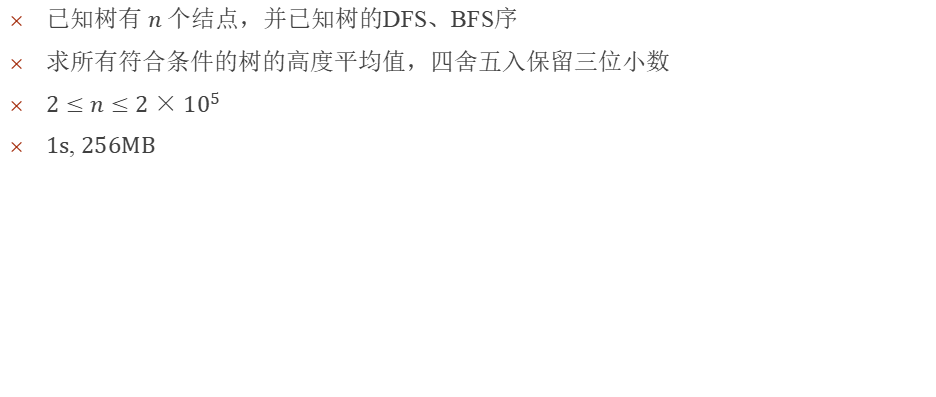 × 已知树有 n 个结点，并已知树的DFS、BFS序
× 求所有符合条件的树的高度平均值，四舍五入保留三位小数
× 2 ≤ n ≤ 2 × 10⁵
× 1s, 256MB